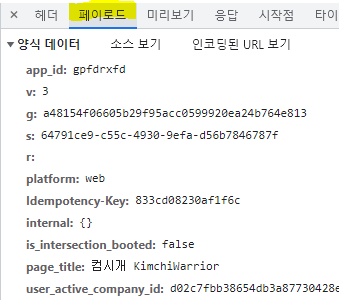 × 헤더 페이로드 미리보기 응답 시작점 타이
▼ 양식 데이터 소스 보기 인코딩된 URL 보기
app_id: gpfdrxfd
v: 3
g: a48154f06605b29f95acc0599920ea24b764e813
s: 64791ce9-c55c-4930-9efa-d56b7846787f
r:
platform: web
Idempotency-Key: 833cd08230af1f6c
internal: {}
is_intersection_booted: false
page_title: 컴시개 KimchiWarrior
user_active_company_id: d02c7fbb38654db3a87730428e